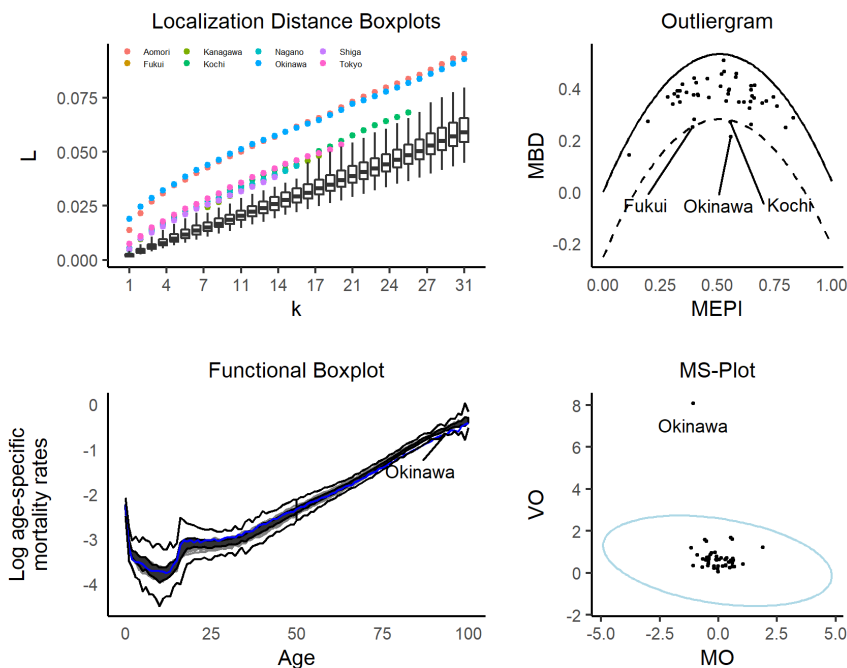 Localization Distance Boxplots
Aomori Kanagawa Nagano Shiga
Fukui Kochi Okinawa Tokyo
0.075
0.050
0.025
0.000
L
1 4 7 11 14 17 19 22 24 27 31
k
Outliergram
0.4
0.2
0.0
-0.2
MBD
Fukui Okinawa Kochi
0.00 0.25 0.50 0.75 1.00
MEPI
Functional Boxplot
0
-1
-2
-3
-4
Log age-specific
mortality rates
Okinawa
0 25 50 75 100
Age
MS-Plot
8
6
4
2
0
-2
VO
Okinawa
-5.0 -2.5 0.0 2.5 5.0
MO